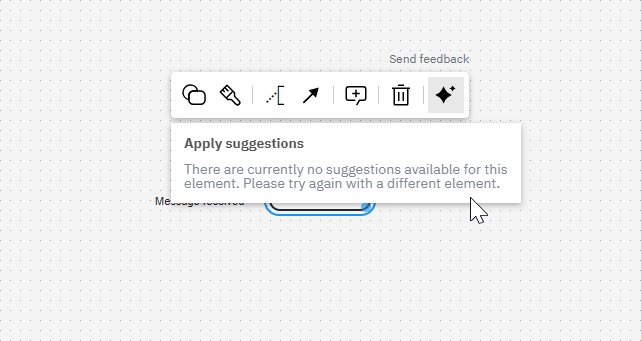 Send feedback
Apply suggestions
There are currently no suggestions available for this
element. Please try again with a different element.
Message received